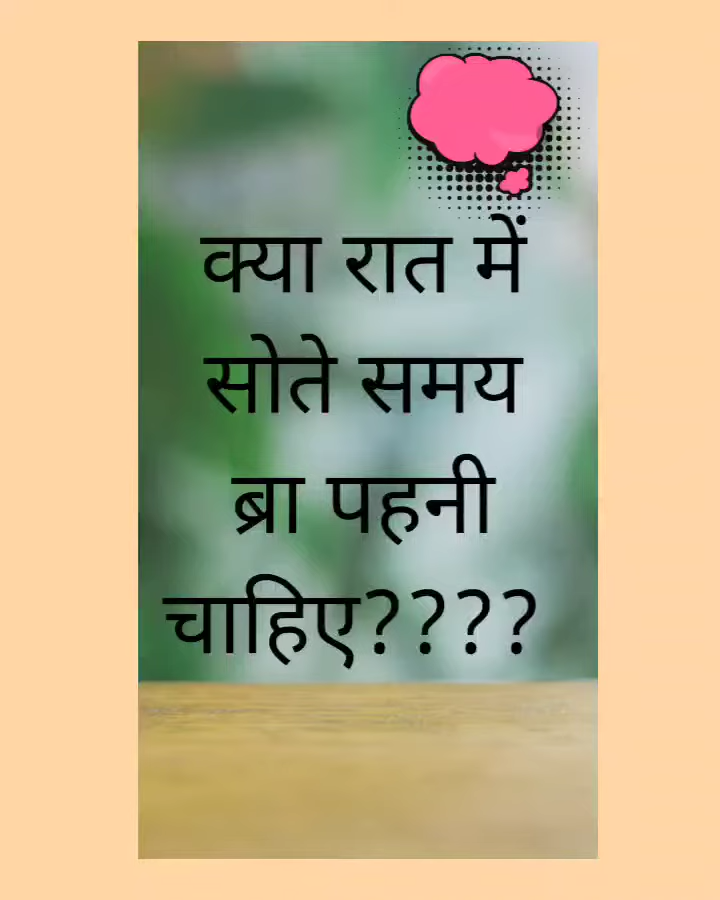 क्या रात में
सोते समय
ब्रा पहनी
चाहिए????